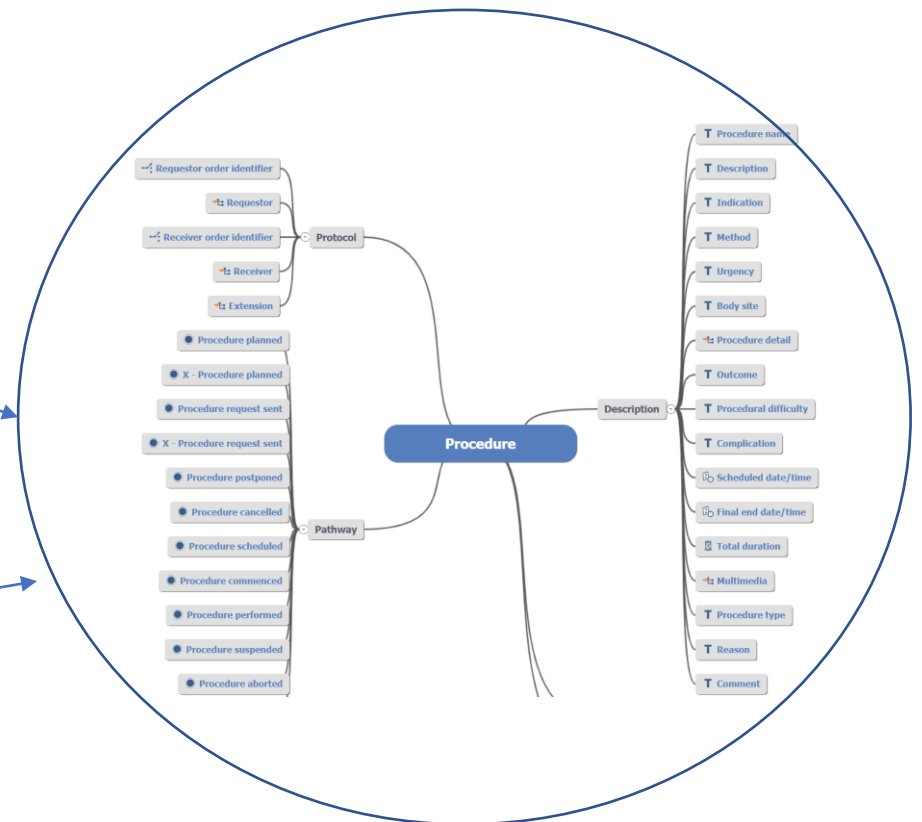 Requestor order identifier
Requestor
Receiver order identifier
Receiver
Extension
Protocol
Procedure planned
X - Procedure planned
Procedure request sent
X - Procedure request sent
Procedure postponed
Procedure cancelled
Procedure scheduled
Procedure commenced
Procedure performed
Procedure suspended
Procedure aborted
Pathway
Procedure
Description
T Procedure name
T Description
T Indication
T Method
T Urgency
T Body site
Procedure detail
T Outcome
T Procedural difficulty
T Complication
Scheduled date/time
Final end date/time
Total duration
Multimedia
T Procedure type
T Reason
T Comment